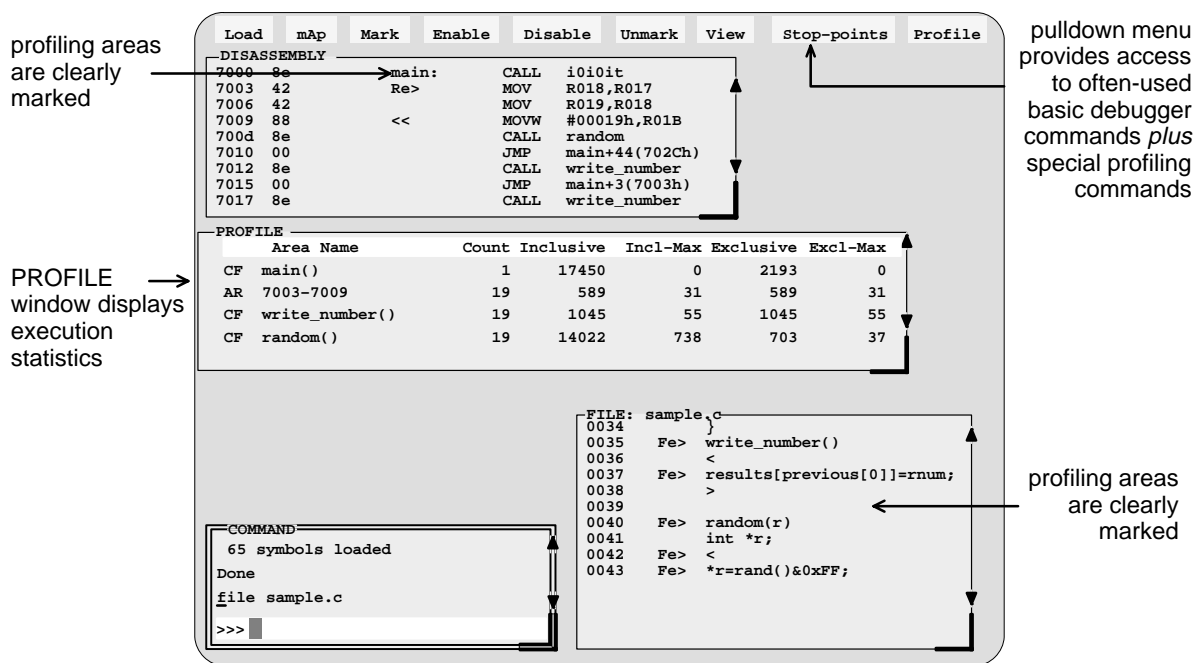 Load mAp Mark Enable Disable Unmark View Stop-points Profile
profiling areas
are clearly
marked
pulldown menu
provides access
to often-used
basic debugger
commands plus
special profiling
commands
DISASSEMBLY
7000 8e main: CALL i0i0it
7003 42 Re> MOV R018,R017
7006 42 MOV R019,R018
7009 88 << MOVW #00019h,R01B
700d 8e CALL random
7010 00 JMP main+44(702Ch)
7012 8e CALL write_number
7015 00 JMP main+3(7003h)
7017 8e CALL write_number
PROFILE
Area Name Count Inclusive Incl-Max Exclusive Excl-Max
CF main() 1 17450 0 2193 0
AR 7003-7009 19 589 31 589 31
CF write_number() 19 1045 55 1045 55
CF random() 19 14022 738 703 37
PROFILE
window displays
execution
statistics
FILE: sample.c
0034 }
0035 Fe> write_number()
0036 <
0037 Fe> results[previous[0]]=rnum;
0038 >
0039
0040 Fe> random(r)
0041 int *r;
0042 Fe> <
0043 Fe> *r=rand()&0xFF;
profiling areas
are clearly
marked
COMMAND
65 symbols loaded
Done
file sample.c
>>>